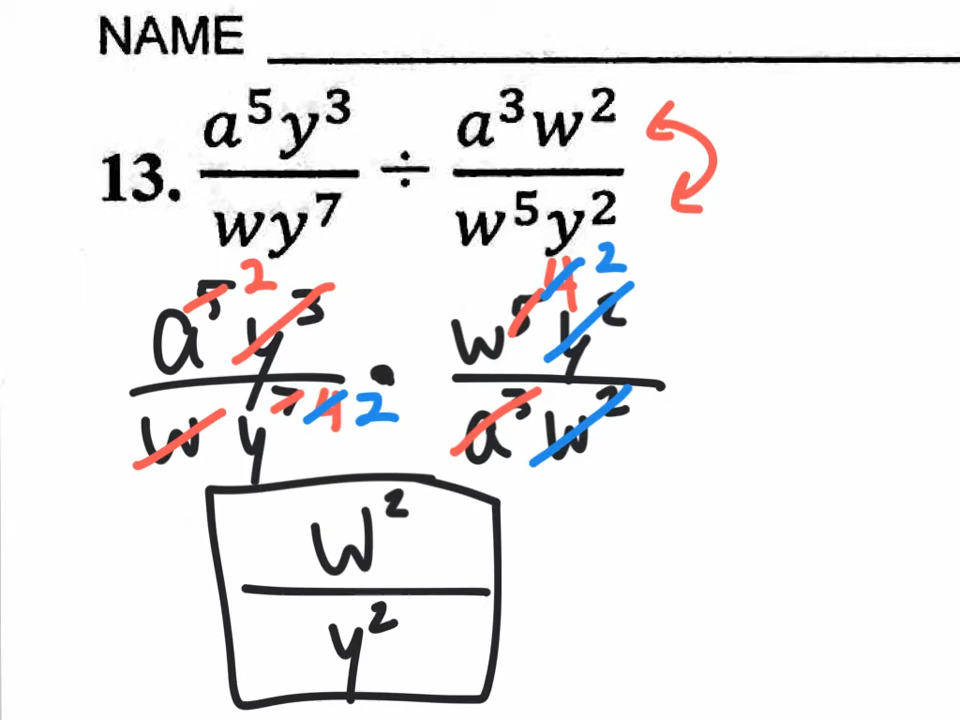 NAME
13. a⁵y³/wy⁷ ÷ a³w²/w⁵y²
a⁵ 2 y³/w y⁷ 4 2 · w⁵ 4 2 y²/a³ w²
w²/y²